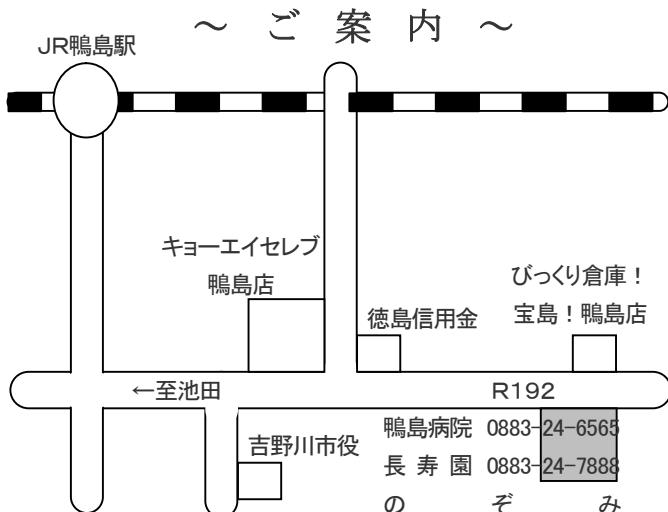 ～ ご 案 内 ～
JR鴨島駅
キョーエイセレブ
鴨島店
徳島信用金
びっくり倉庫！
宝島！鴨島店
←至池田
R192
吉野川市役
鴨島病院 0883-24-6565
長 寿 園 0883-24-7888
の ぞ み